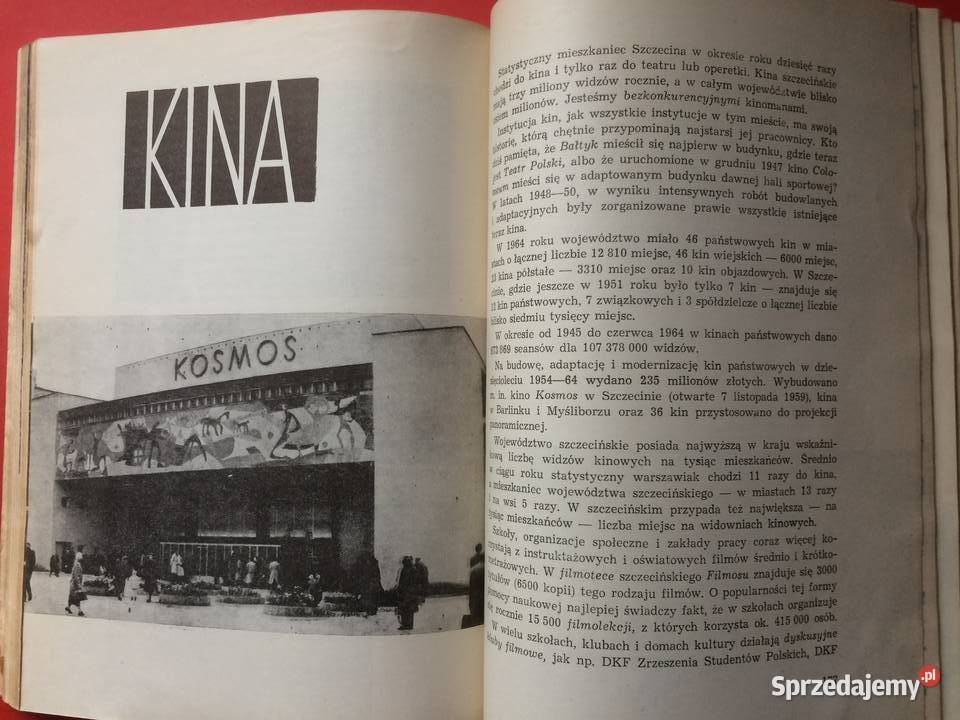 KINA
KOSMOS
Statystyczny mieszkaniec Szczecina w okresie roku dziesięć razy
chodzi do kina i tylko raz do teatru lub operetki. Kina szczecińskie
mają trzy miliony widzów rocznie, a w całym województwie blisko
milionów. Jesteśmy bezkonkurencyjnymi kinomanami.
Instytucja kin, jak wszystkie instytucje w tym mieście, ma swoją
historię, którą chętnie przypominają najstarsi jej pracownicy. Kto
dziś pamięta, że Bałtyk mieścił się najpierw w budynku, gdzie teraz
jest Teatr Polski, albo że uruchomione w grudniu 1947 kino Colo-
seum mieści się w adaptowanym budynku dawnej hali sportowej?
W latach 1948—50, w wyniku intensywnych robót budowlanych
i adaptacyjnych były zorganizowane prawie wszystkie istniejące
teraz kina.
W 1964 roku województwo miało 46 państwowych kin w mia-
stach o łącznej liczbie 12 810 miejsc, 46 kin wiejskich — 6000 miejsc,
kina półstałe — 3310 miejsc oraz 10 kin objazdowych. W Szcze-
cinie, gdzie jeszcze w 1951 roku było tylko 7 kin — znajduje się
12 kin państwowych, 7 związkowych i 3 spółdzielcze o łącznej liczbie
blisko siedmiu tysięcy miejsc.
W okresie od 1945 do czerwca 1964 w kinach państwowych dano
673 869 seansów dla 107 378 000 widzów.
Na budowę, adaptację i modernizację kin państwowych w dzie-
sięcioleciu 1954—64 wydano 235 milionów złotych. Wybudowano
m. in. kino Kosmos w Szczecinie (otwarte 7 listopada 1959), kina
w Barlinku i Myśliborzu oraz 36 kin przystosowano do projekcji
panoramicznej.
Województwo szczecińskie posiada najwyższą w kraju wskaźni-
kową liczbę widzów kinowych na tysiąc mieszkańców. Średnio
w ciągu roku statystyczny warszawiak chodzi 11 razy do kina,
a mieszkaniec województwa szczecińskiego — w miastach 13 razy
i na wsi 5 razy. W szczecińskim przypada też największa — na
tysiąc mieszkańców — liczba miejsc na widowniach kinowych.
Szkoły, organizacje społeczne i zakłady pracy coraz więcej ko-
rzystają z instruktażowych i oświatowych filmów średnio i krótko-
metrażowych. W filmotece szczecińskiego Filmosu znajduje się 3000
tytułów (6500 kopii) tego rodzaju filmów. O popularności tej formy
pomocy naukowej najlepiej świadczy fakt, że w szkołach organizuje
się rocznie 15 500 filmolekcji, z których korzysta ok. 415 000 osób.
W wielu szkołach, klubach i domach kultury działają dyskusyjne
kluby filmowe, jak np. DKF Zrzeszenia Studentów Polskich, DKF
Sprzedajemy.pl